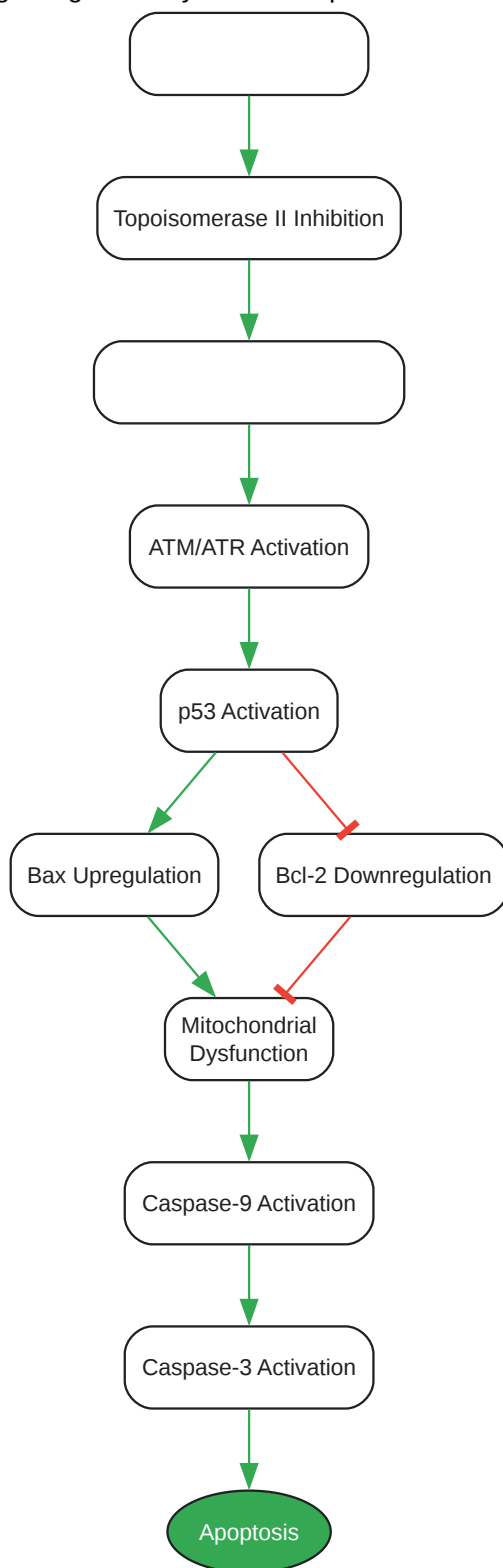 Topoisomerase II Inhibition
ATM/ATR Activation
p53 Activation
Bax Upregulation
Bcl-2 Downregulation
Mitochondrial
Dysfunction
Caspase-9 Activation
Caspase-3 Activation
Apoptosis